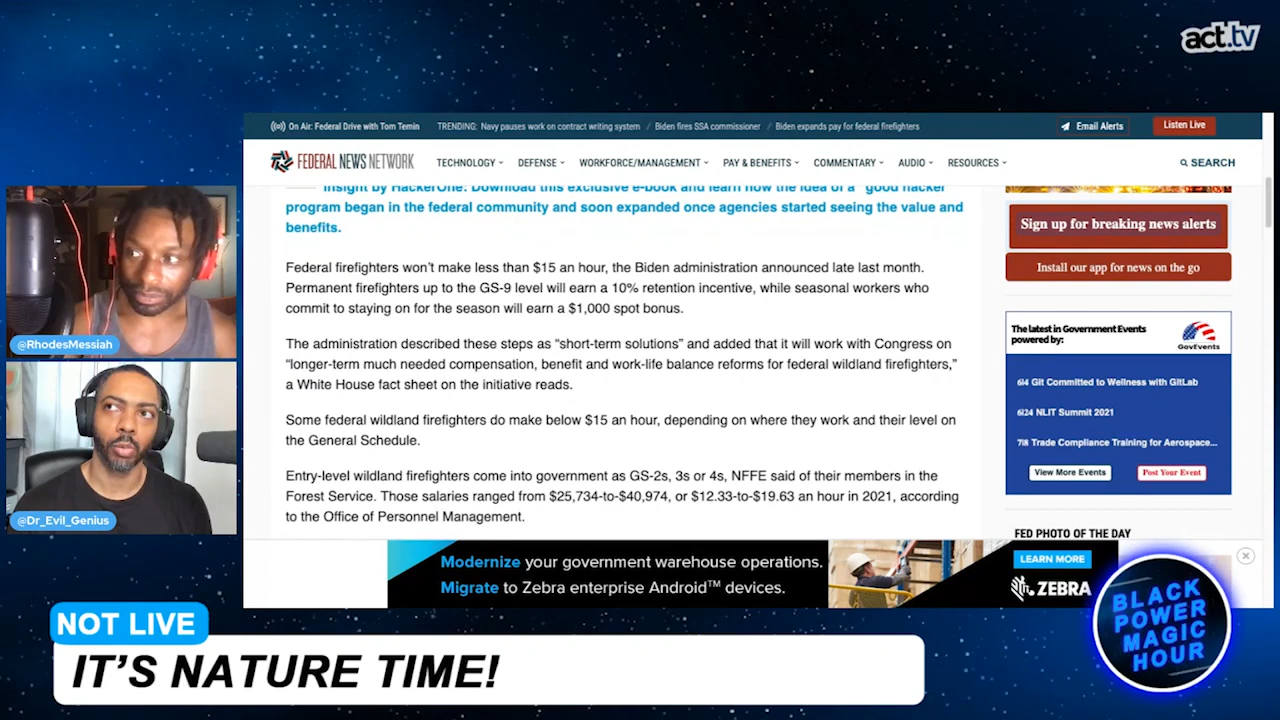 act.tv
On Air: Federal Drive with Tom Temin
TRENDING: Navy pauses work on contract writing system / Biden fires SSA commissioner / Biden expands pay for federal firefighters
Email Alerts
Listen Live
FEDERAL NEWS NETWORK
TECHNOLOGY
DEFENSE
WORKFORCE/MANAGEMENT
PAY & BENEFITS
COMMENTARY
AUDIO
RESOURCES
SEARCH
Insight by HackerOne: Download this exclusive e-book and learn how the idea of a "good hacker"
program began in the federal community and soon expanded once agencies started seeing the value and
benefits.
Federal firefighters won't make less than $15 an hour, the Biden administration announced late last month.
Permanent firefighters up to the GS-9 level will earn a 10% retention incentive, while seasonal workers who
commit to staying on for the season will earn a $1,000 spot bonus.
The administration described these steps as "short-term solutions" and added that it will work with Congress on
"longer-term much needed compensation, benefit and work-life balance reforms for federal wildland firefighters,"
a White House fact sheet on the initiative reads.
Some federal wildland firefighters do make below $15 an hour, depending on where they work and their level on
the General Schedule.
Entry-level wildland firefighters come into government as GS-2s, 3s or 4s, NFFE said of their members in the
Forest Service. Those salaries ranged from $25,734-to-$40,974, or $12.33-to-$19.63 an hour in 2021, according
to the Office of Personnel Management.
Sign up for breaking news alerts
Install our app for news on the go
The latest in Government Events
powered by:
GovEvents
6|4 Git Committed to Wellness with GitLab
6|24 NLIT Summit 2021
7|8 Trade Compliance Training for Aerospace...
View More Events
Post Your Event
FED PHOTO OF THE DAY
Modernize your government warehouse operations.
Migrate to Zebra enterprise Android™ devices.
LEARN MORE
ZEBRA
@RhodesMessiah
@Dr_Evil_Genius
NOT LIVE
IT'S NATURE TIME!
BLACK
POWER
MAGIC
HOUR